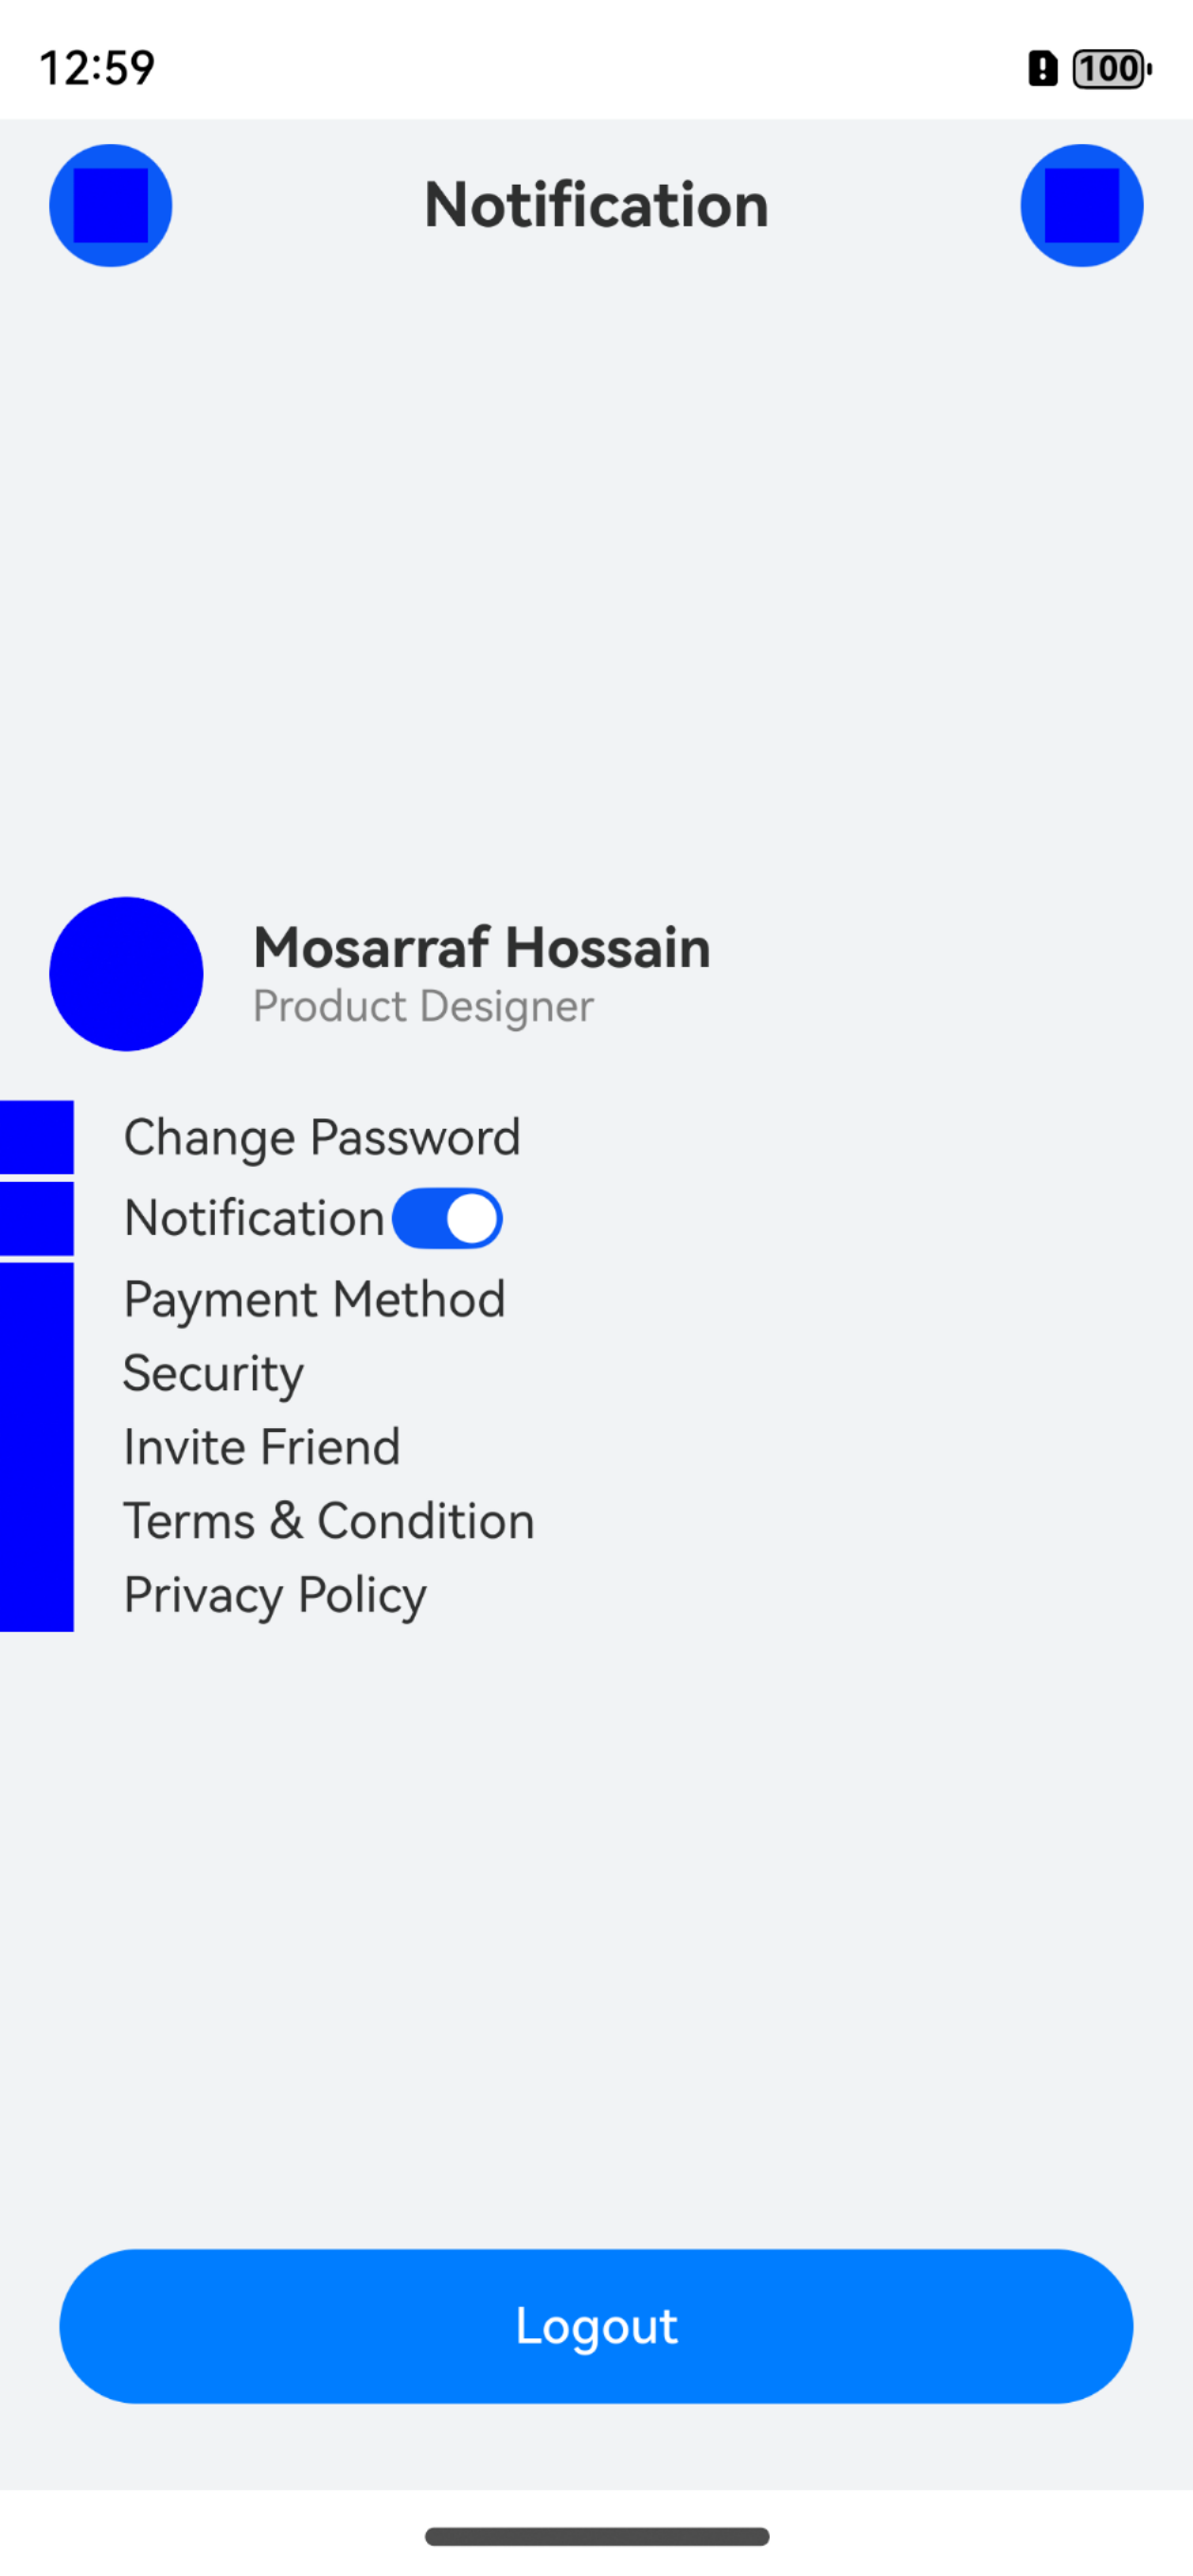 12:59
100
Notification
Mosarraf Hossain
Product Designer
Change Password
Notification
Payment Method
Security
Invite Friend
Terms & Condition
Privacy Policy
Logout